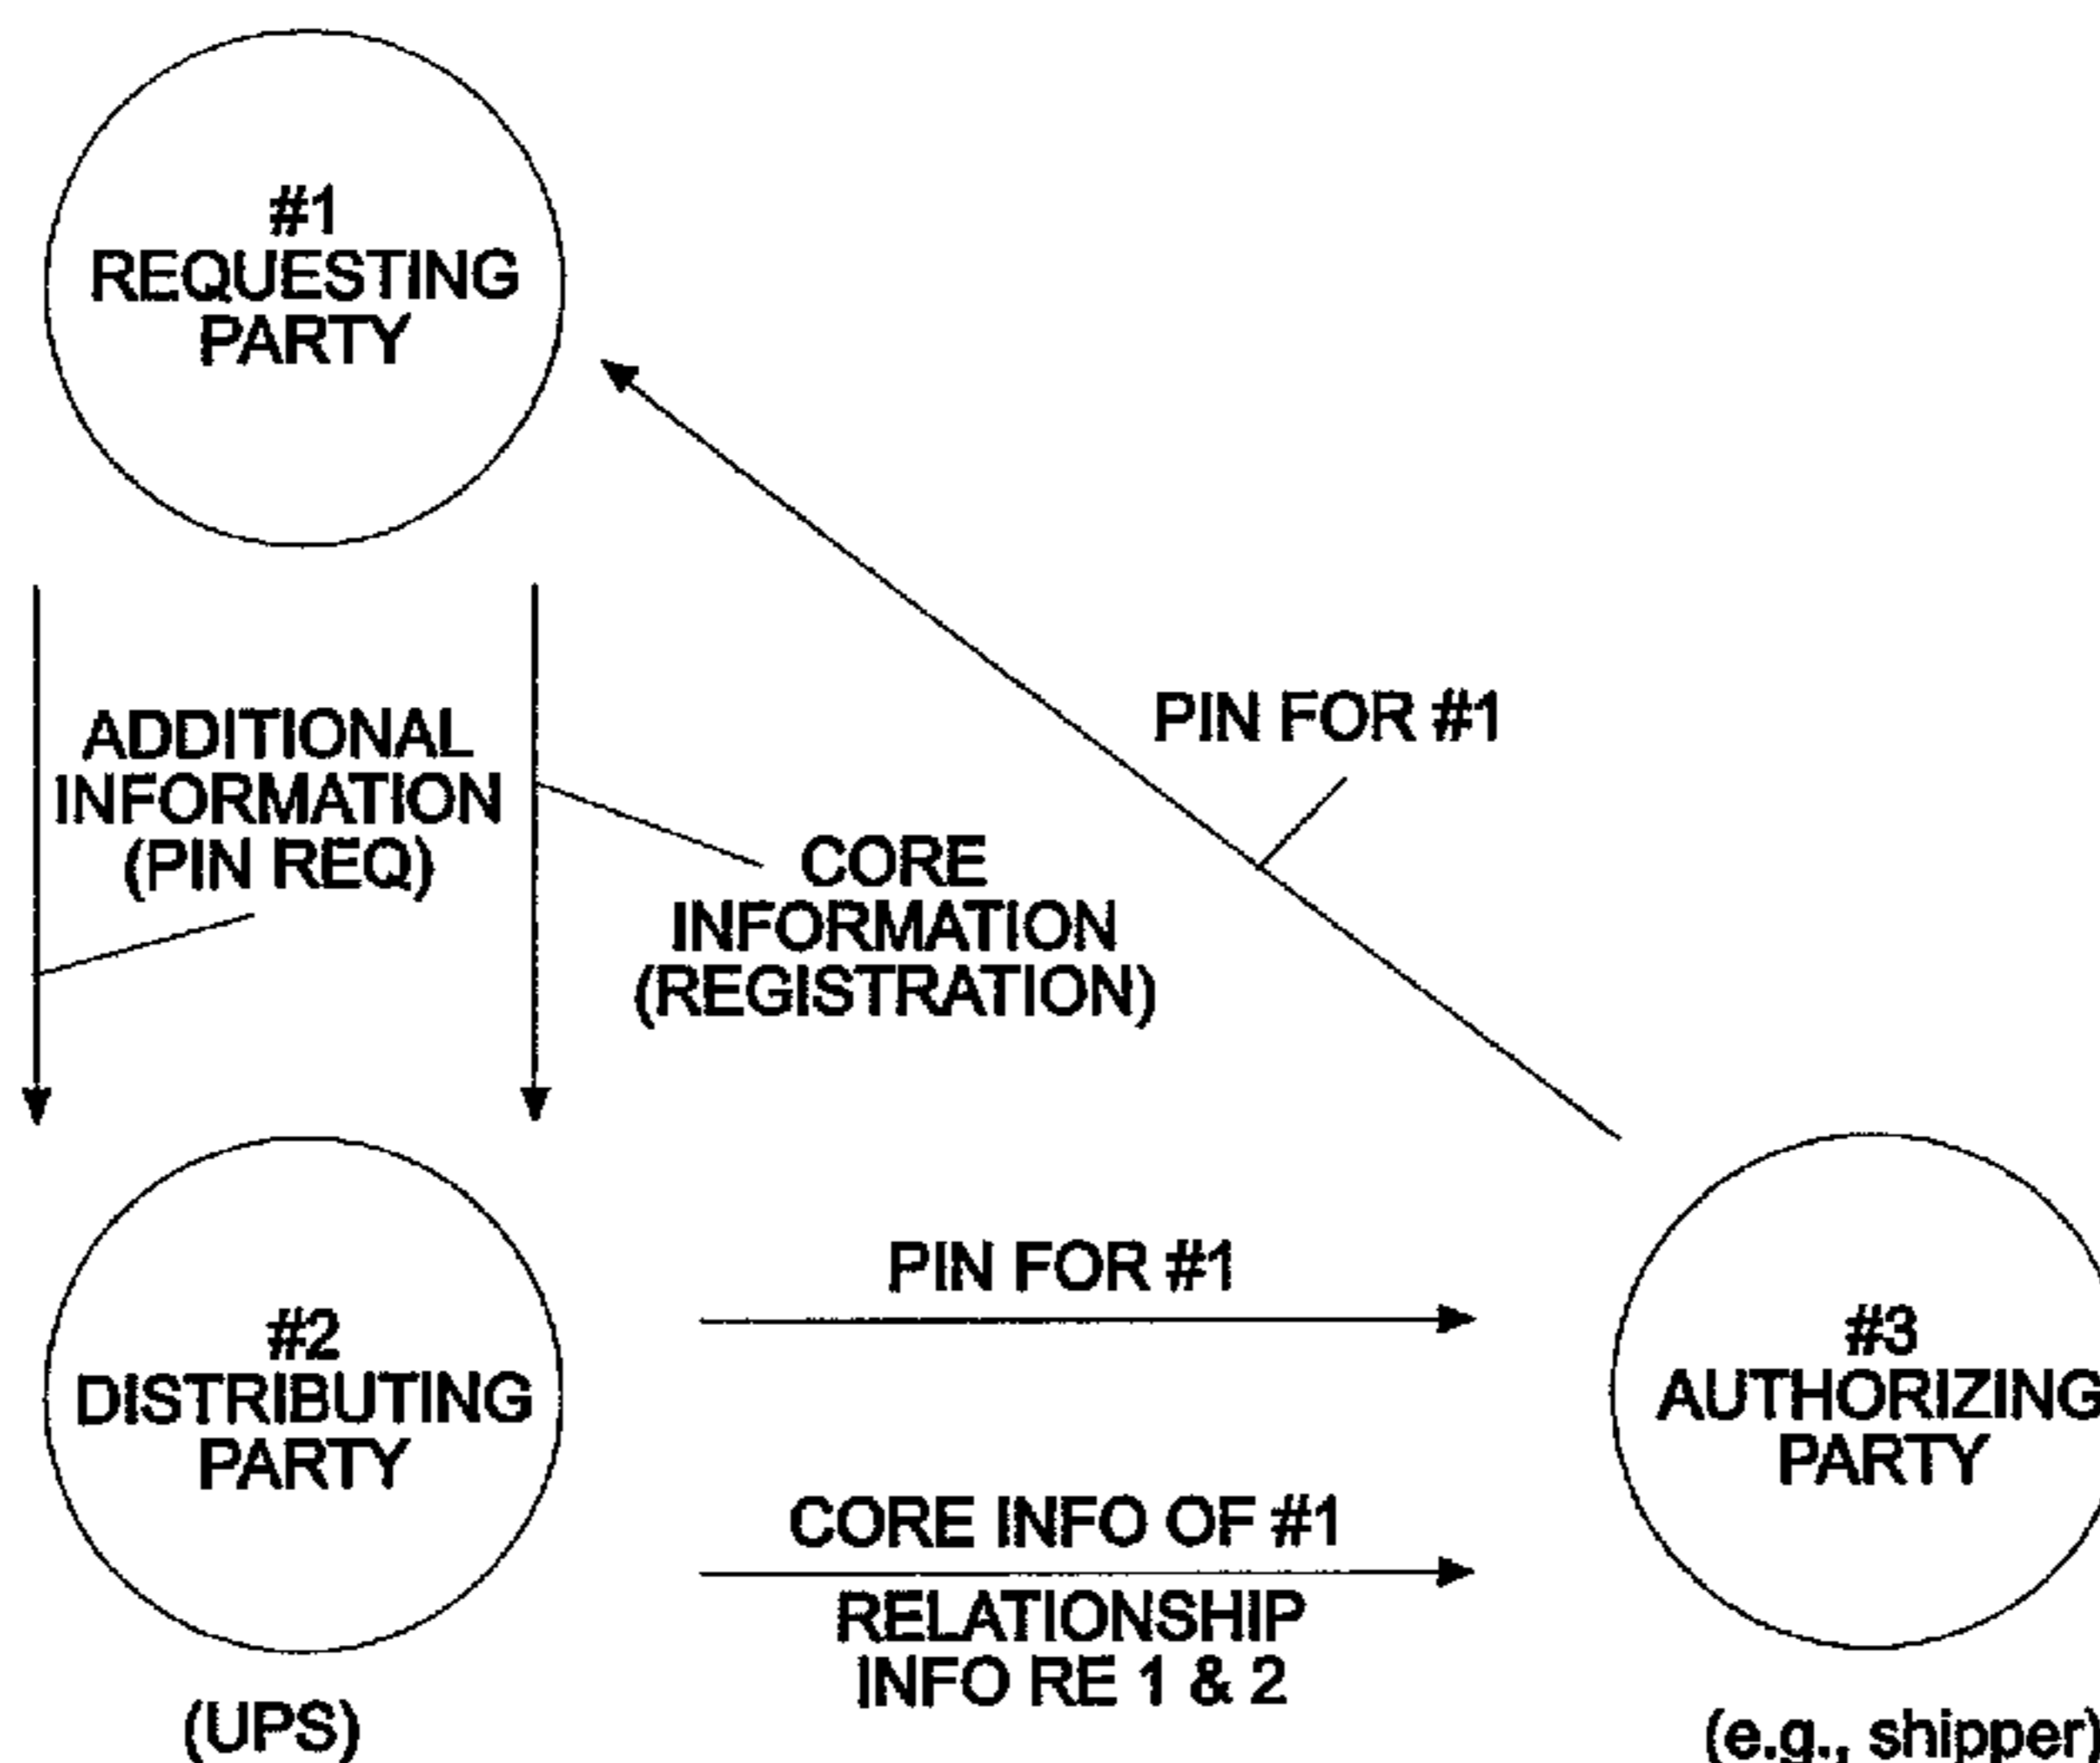 #1
REQUESTING
PARTY
PIN FOR #1
ADDITIONAL
INFORMATION
(PIN REQ)
CORE
INFORMATION
(REGISTRATION)
PIN FOR #1
#2
DISTRIBUTING
PARTY
#3
AUTHORIZING
PARTY
CORE INFO OF #1
RELATIONSHIP
INFO RE 1 & 2
(UPS)
(e.g., shipper)